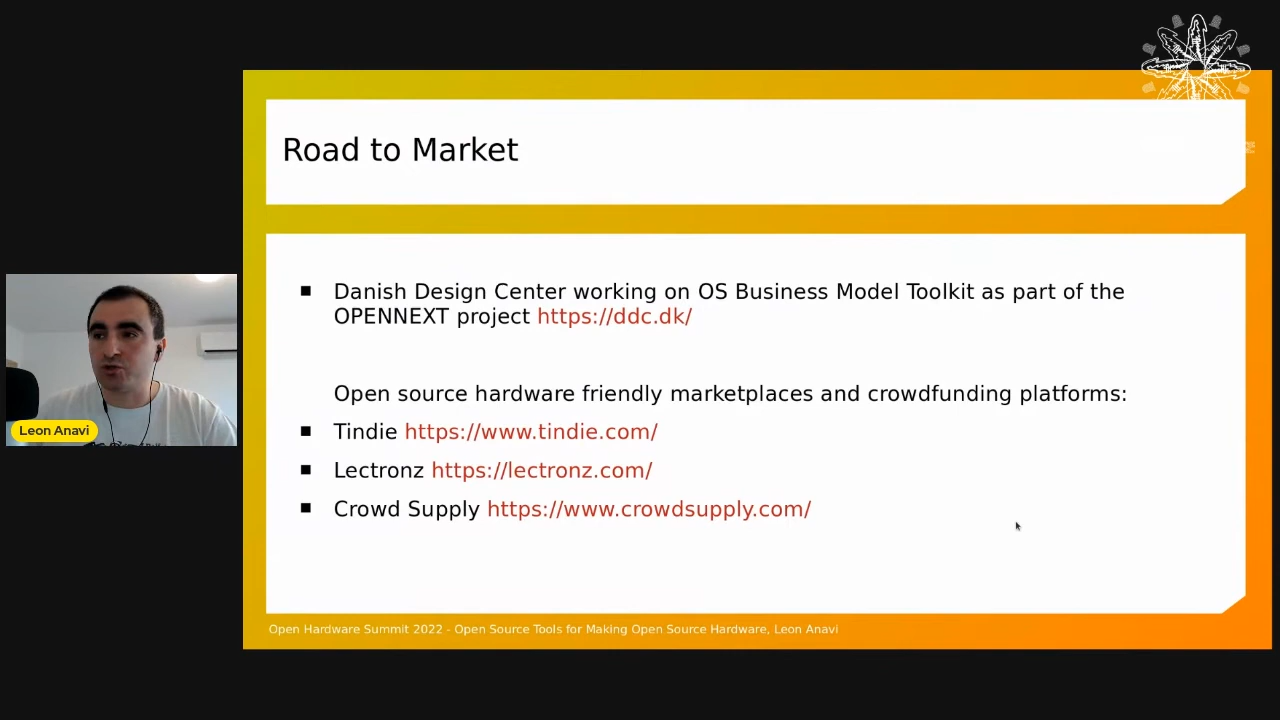 Road to Market
Danish Design Center working on OS Business Model Toolkit as part of the
OPENNEXT project https://ddc.dk/
Open source hardware friendly marketplaces and crowdfunding platforms:
Tindie https://www.tindie.com/
Lectronz https://lectronz.com/
Crowd Supply https://www.crowdsupply.com/
Leon Anavi
Open Hardware Summit 2022 - Open Source Tools for Making Open Source Hardware, Leon Anavi